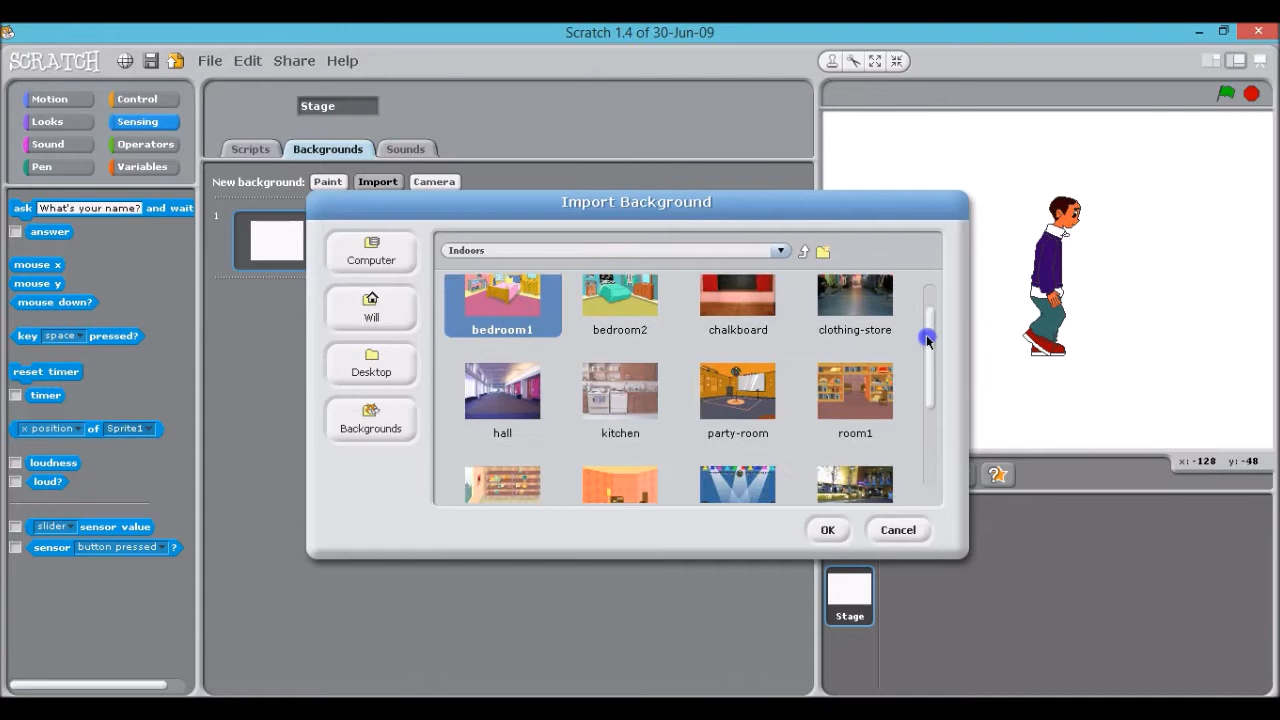 Scratch 1.4 of 30-Jun-09
SCRATCH File Edit Share Help
Motion Control
Looks Sensing
Sound Operators
Pen Variables
ask What's your name? and wait
answer
mouse x
mouse y
mouse down?
key space pressed?
reset timer
timer
x position of Sprite1
loudness
loud?
slider sensor value
sensor button pressed ?
Stage
Scripts Backgrounds Sounds
New background: Paint Import Camera
1
Import Background
Computer
Will
Desktop
Backgrounds
Indoors
bedroom1 bedroom2 chalkboard clothing-store
hall kitchen party-room room1
OK Cancel
x: -128 y: -48
Stage